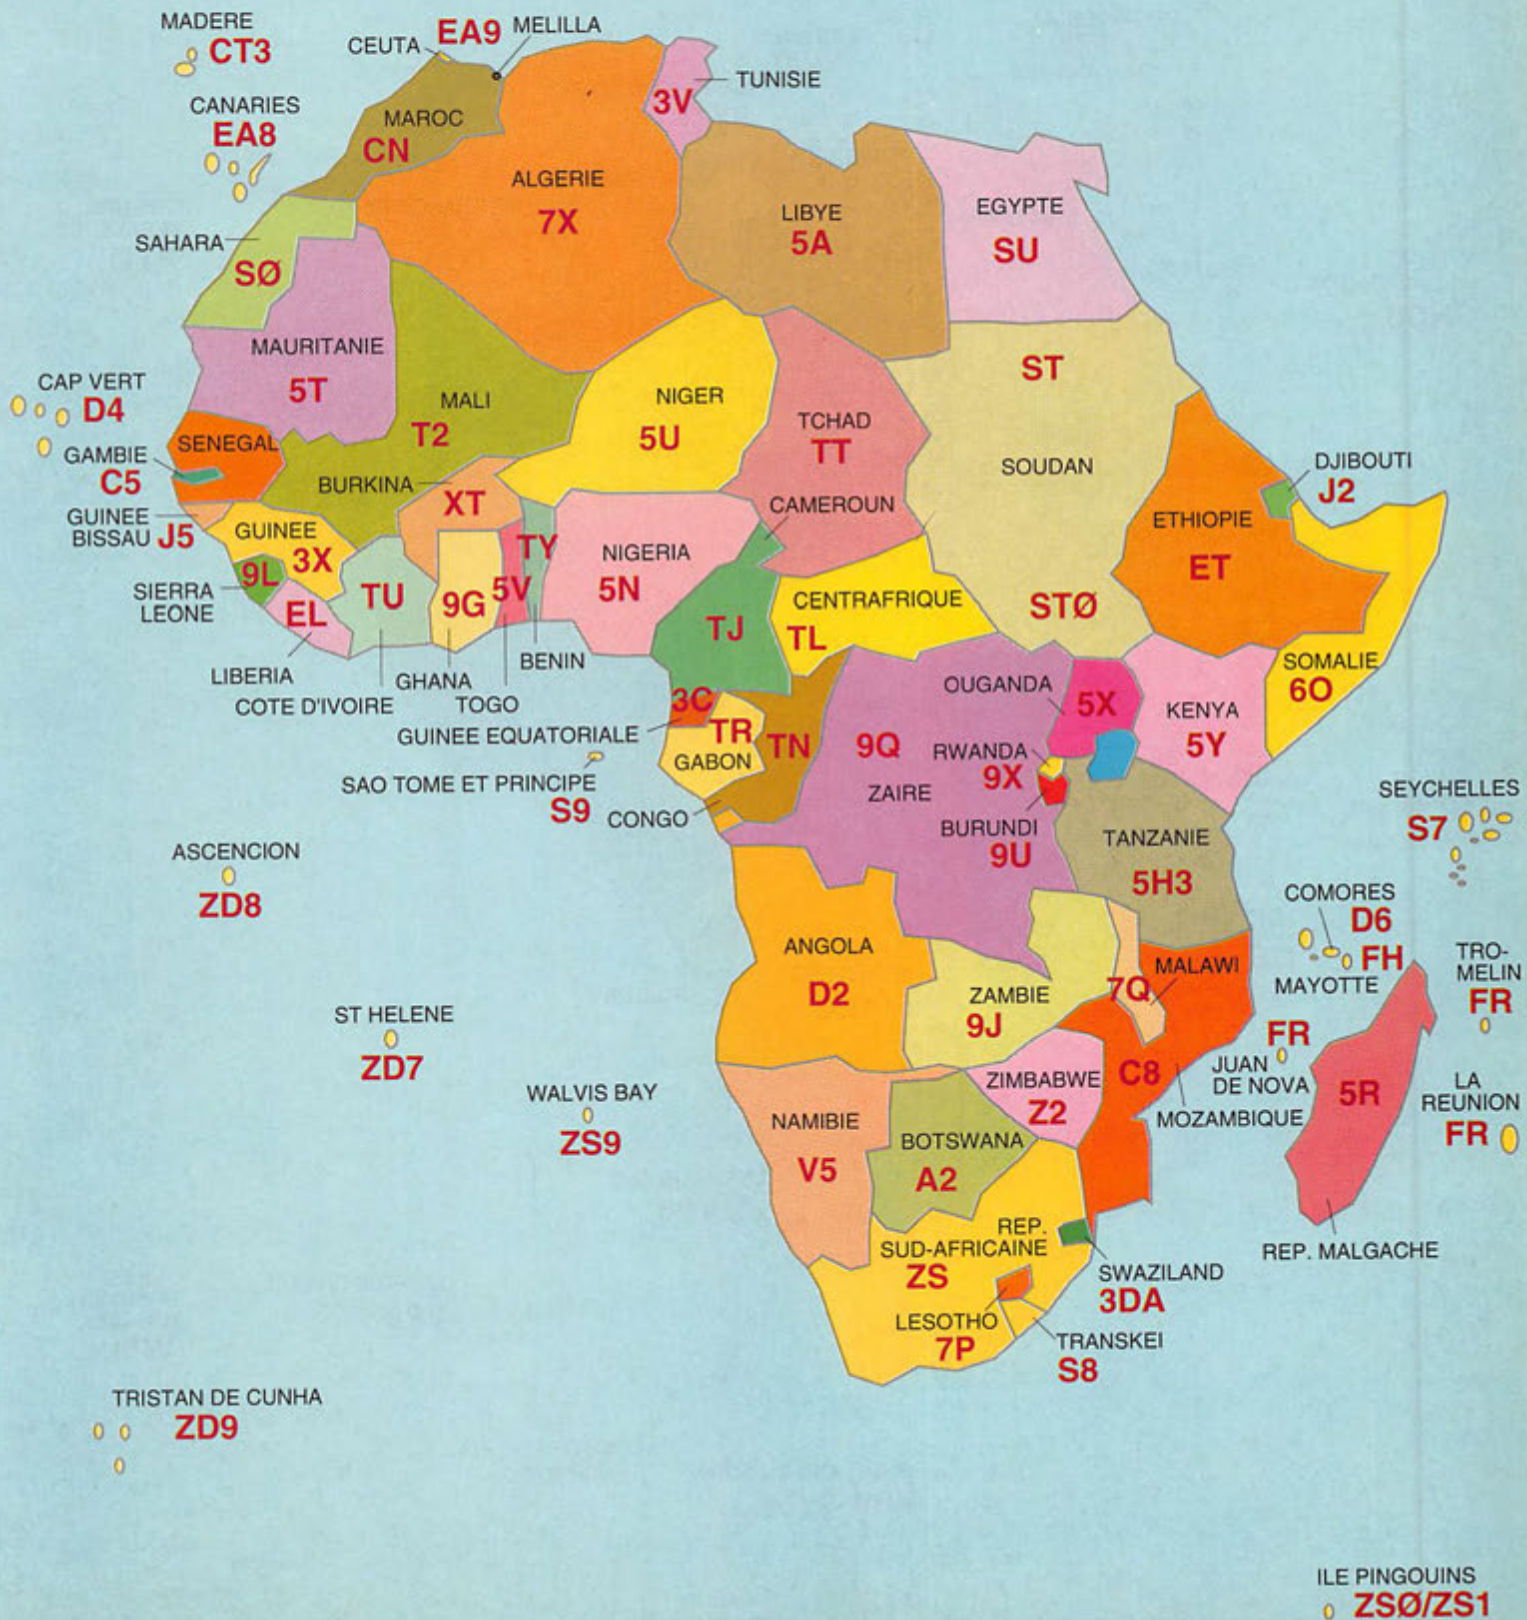 MADERE
CT3
CEUTA
EA9
MELILLA
CANARIES
EA8
MAROC
CN
TUNISIE
3V
ALGERIE
7X
LIBYE
5A
EGYPTE
SU
SAHARA
SØ
MAURITANIE
5T
CAP VERT
D4
MALI
T2
NIGER
5U
TCHAD
TT
ST
SOUDAN
STØ
SENEGAL
GAMBIE
C5
GUINEE
BISSAU
J5
BURKINA
XT
GUINEE
3X
SIERRA
LEONE
9L
EL
LIBERIA
TU
COTE D'IVOIRE
9G
GHANA
5V
TOGO
TY
BENIN
NIGERIA
5N
CAMEROUN
TJ
CENTRAFRIQUE
TL
DJIBOUTI
J2
ETHIOPIE
ET
SOMALIE
6O
OUGANDA
5X
KENYA
5Y
3C
GUINEE EQUATORIALE
TR
GABON
TN
CONGO
SAO TOME ET PRINCIPE
S9
9Q
ZAIRE
RWANDA
9X
BURUNDI
9U
TANZANIE
5H3
SEYCHELLES
S7
ASCENCION
ZD8
COMORES
D6
FH
MAYOTTE
TRO-
MELIN
FR
ANGOLA
D2
ZAMBIE
9J
7Q
MALAWI
ST HELENE
ZD7
FR
JUAN
DE NOVA
LA
REUNION
FR
WALVIS BAY
ZS9
NAMIBIE
V5
BOTSWANA
A2
ZIMBABWE
Z2
C8
MOZAMBIQUE
5R
REP. MALGACHE
REP.
SUD-AFRICAINE
ZS
SWAZILAND
3DA
LESOTHO
7P
TRANSKEI
S8
TRISTAN DE CUNHA
ZD9
ILE PINGOUINS
ZSØ/ZS1